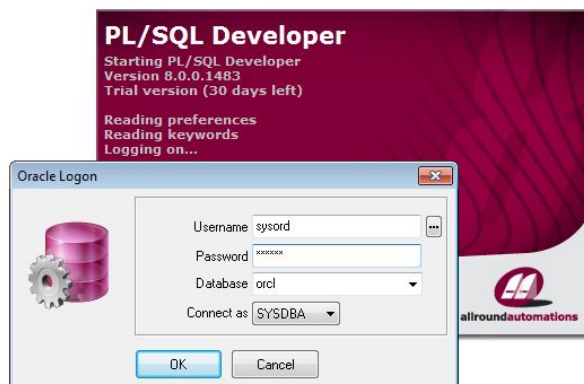 PL/SQL Developer
Starting PL/SQL Developer
Version 8.0.0.1483
Trial version (30 days left)
Reading preferences
Reading keywords
Logging on...
allroundautomations
Oracle Logon
Username sysord ...
Password ******
Database orcl
Connect as SYSDBA
OK Cancel